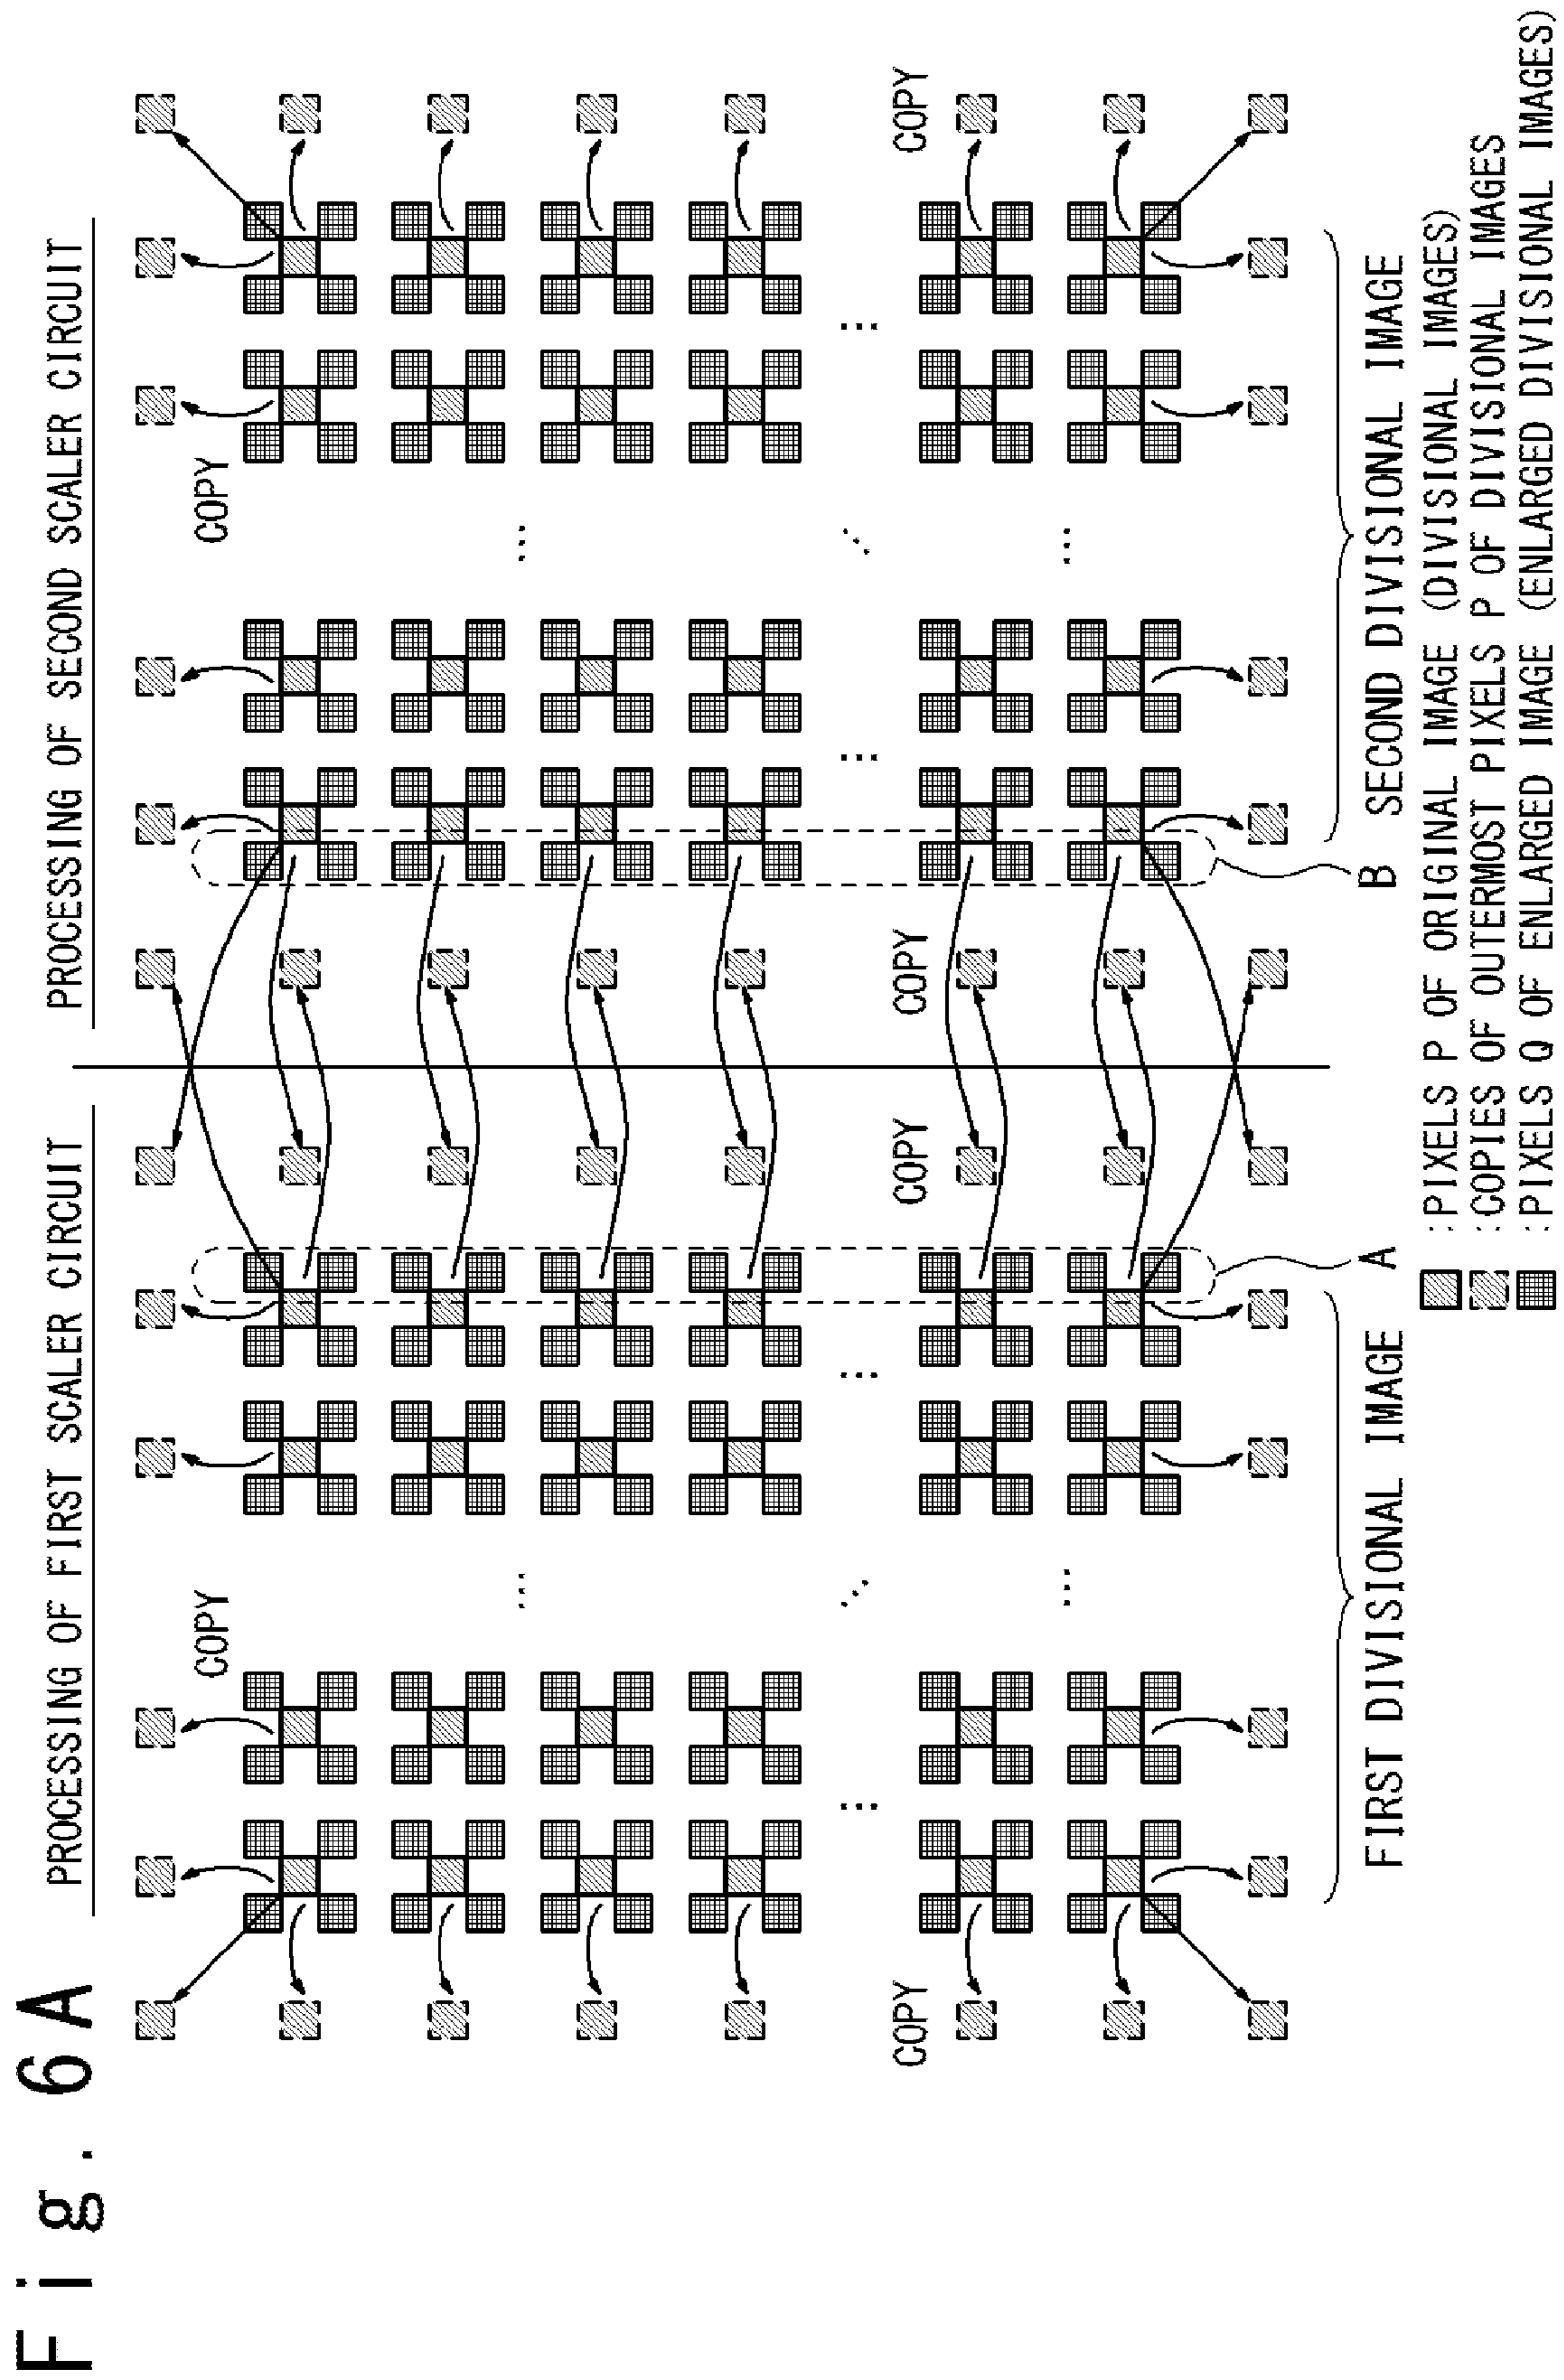 Fig. 6A
PROCESSING OF FIRST SCALER CIRCUIT
PROCESSING OF SECOND SCALER CIRCUIT
COPY
COPY
COPY
COPY
COPY
COPY
A
B
FIRST DIVISIONAL IMAGE
SECOND DIVISIONAL IMAGE
:PIXELS P OF ORIGINAL IMAGE (DIVISIONAL IMAGES)
:COPIES OF OUTERMOST PIXELS P OF DIVISIONAL IMAGES
:PIXELS Q OF ENLARGED IMAGE (ENLARGED DIVISIONAL IMAGES)